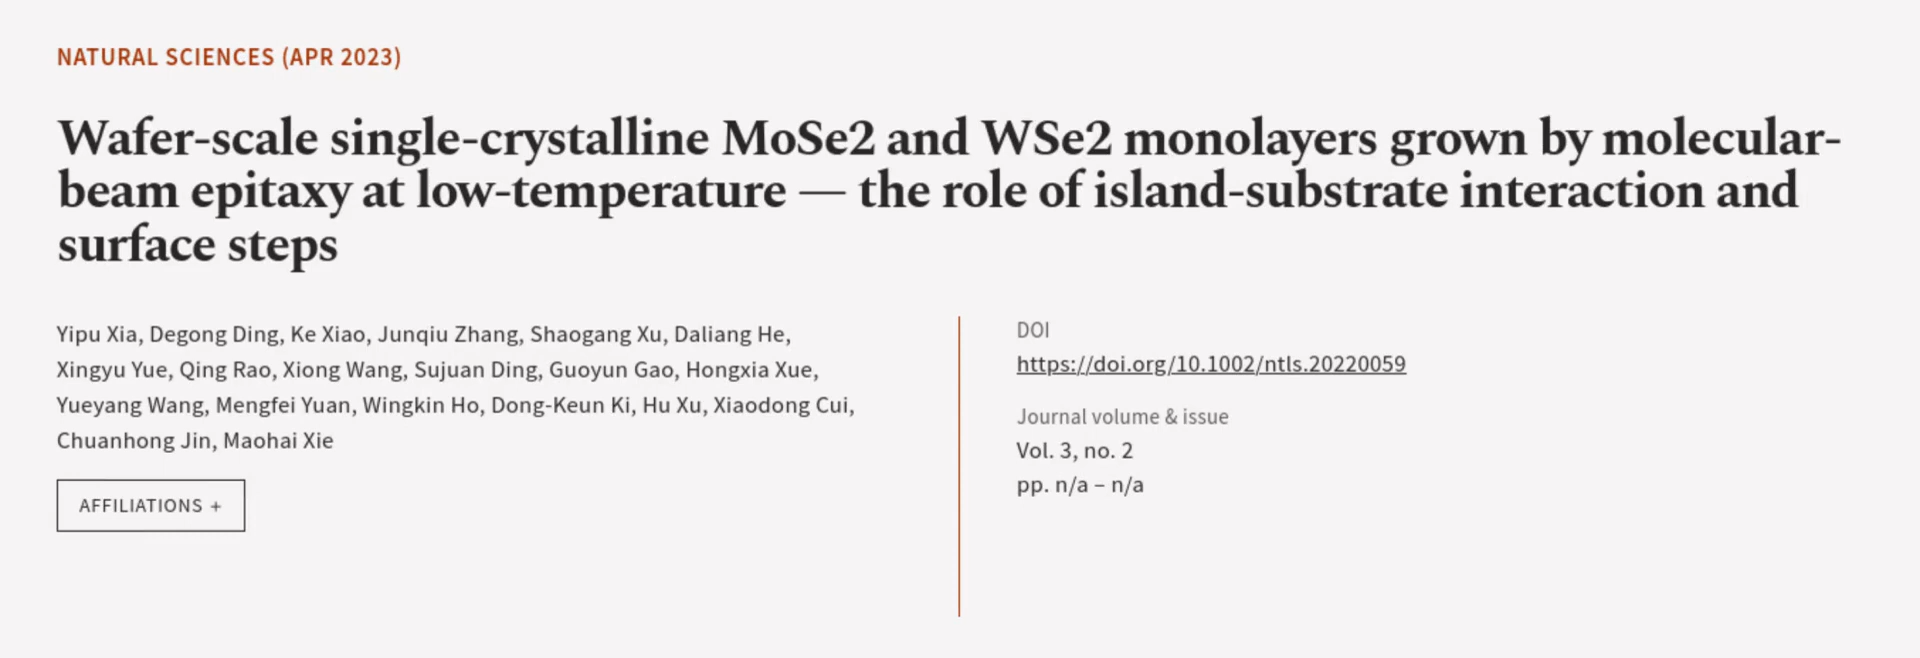 NATURAL SCIENCES (APR 2023)
Wafer-scale single-crystalline MoSe2 and WSe2 monolayers grown by molecular-
beam epitaxy at low-temperature — the role of island-substrate interaction and
surface steps
Yipu Xia, Degong Ding, Ke Xiao, Junqiu Zhang, Shaogang Xu, Daliang He,
Xingyu Yue, Qing Rao, Xiong Wang, Sujuan Ding, Guoyun Gao, Hongxia Xue,
Yueyang Wang, Mengfei Yuan, Wingkin Ho, Dong-Keun Ki, Hu Xu, Xiaodong Cui,
Chuanhong Jin, Maohai Xie
AFFILIATIONS +
DOI
https://doi.org/10.1002/ntls.20220059
Journal volume & issue
Vol. 3, no. 2
pp. n/a – n/a